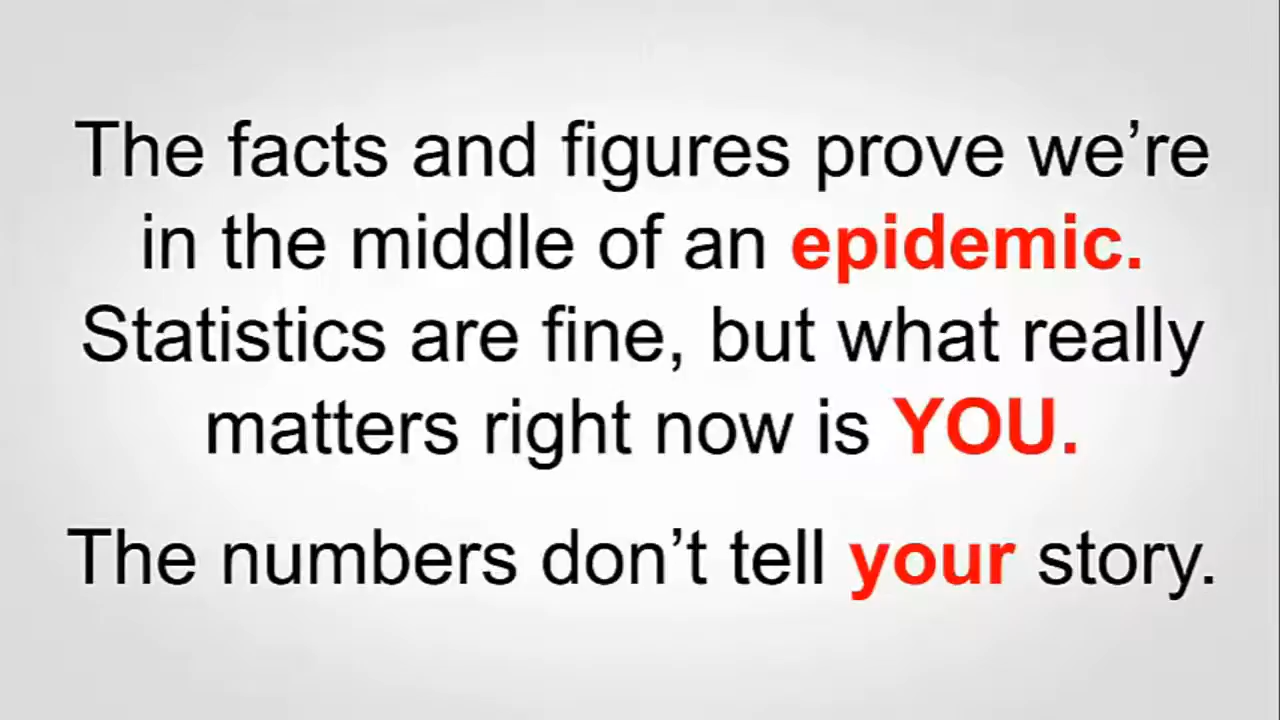 The facts and figures prove we’re
in the middle of an epidemic.
Statistics are fine, but what really
matters right now is YOU.
The numbers don’t tell your story.